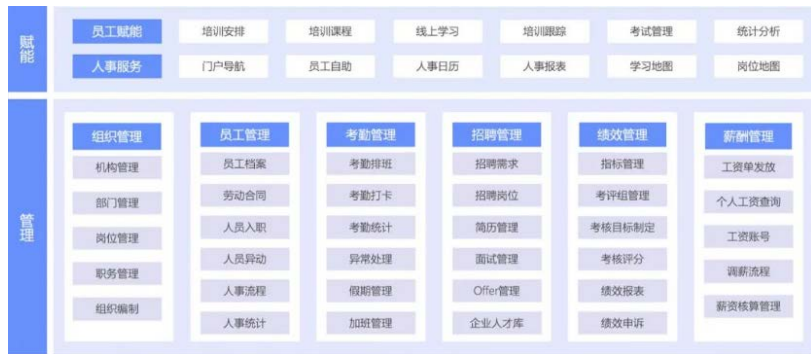 赋能
员工赋能 培训安排 培训课程 线上学习 培训跟踪 考试管理 统计分析
人事服务 门户导航 员工自助 人事日历 人事报表 学习地图 岗位地图
管理
组织管理
机构管理
部门管理
岗位管理
职务管理
组织编制
员工管理
员工档案
劳动合同
人员入职
人员异动
人事流程
人事统计
考勤管理
考勤排班
考勤打卡
考勤统计
异常处理
假期管理
加班管理
招聘管理
招聘需求
招聘岗位
简历管理
面试管理
Offer管理
企业人才库
绩效管理
指标管理
考评组管理
考核目标制定
考核评分
绩效报表
绩效申诉
薪酬管理
工资单发放
个人工资查询
工资账号
调薪流程
薪资核算管理